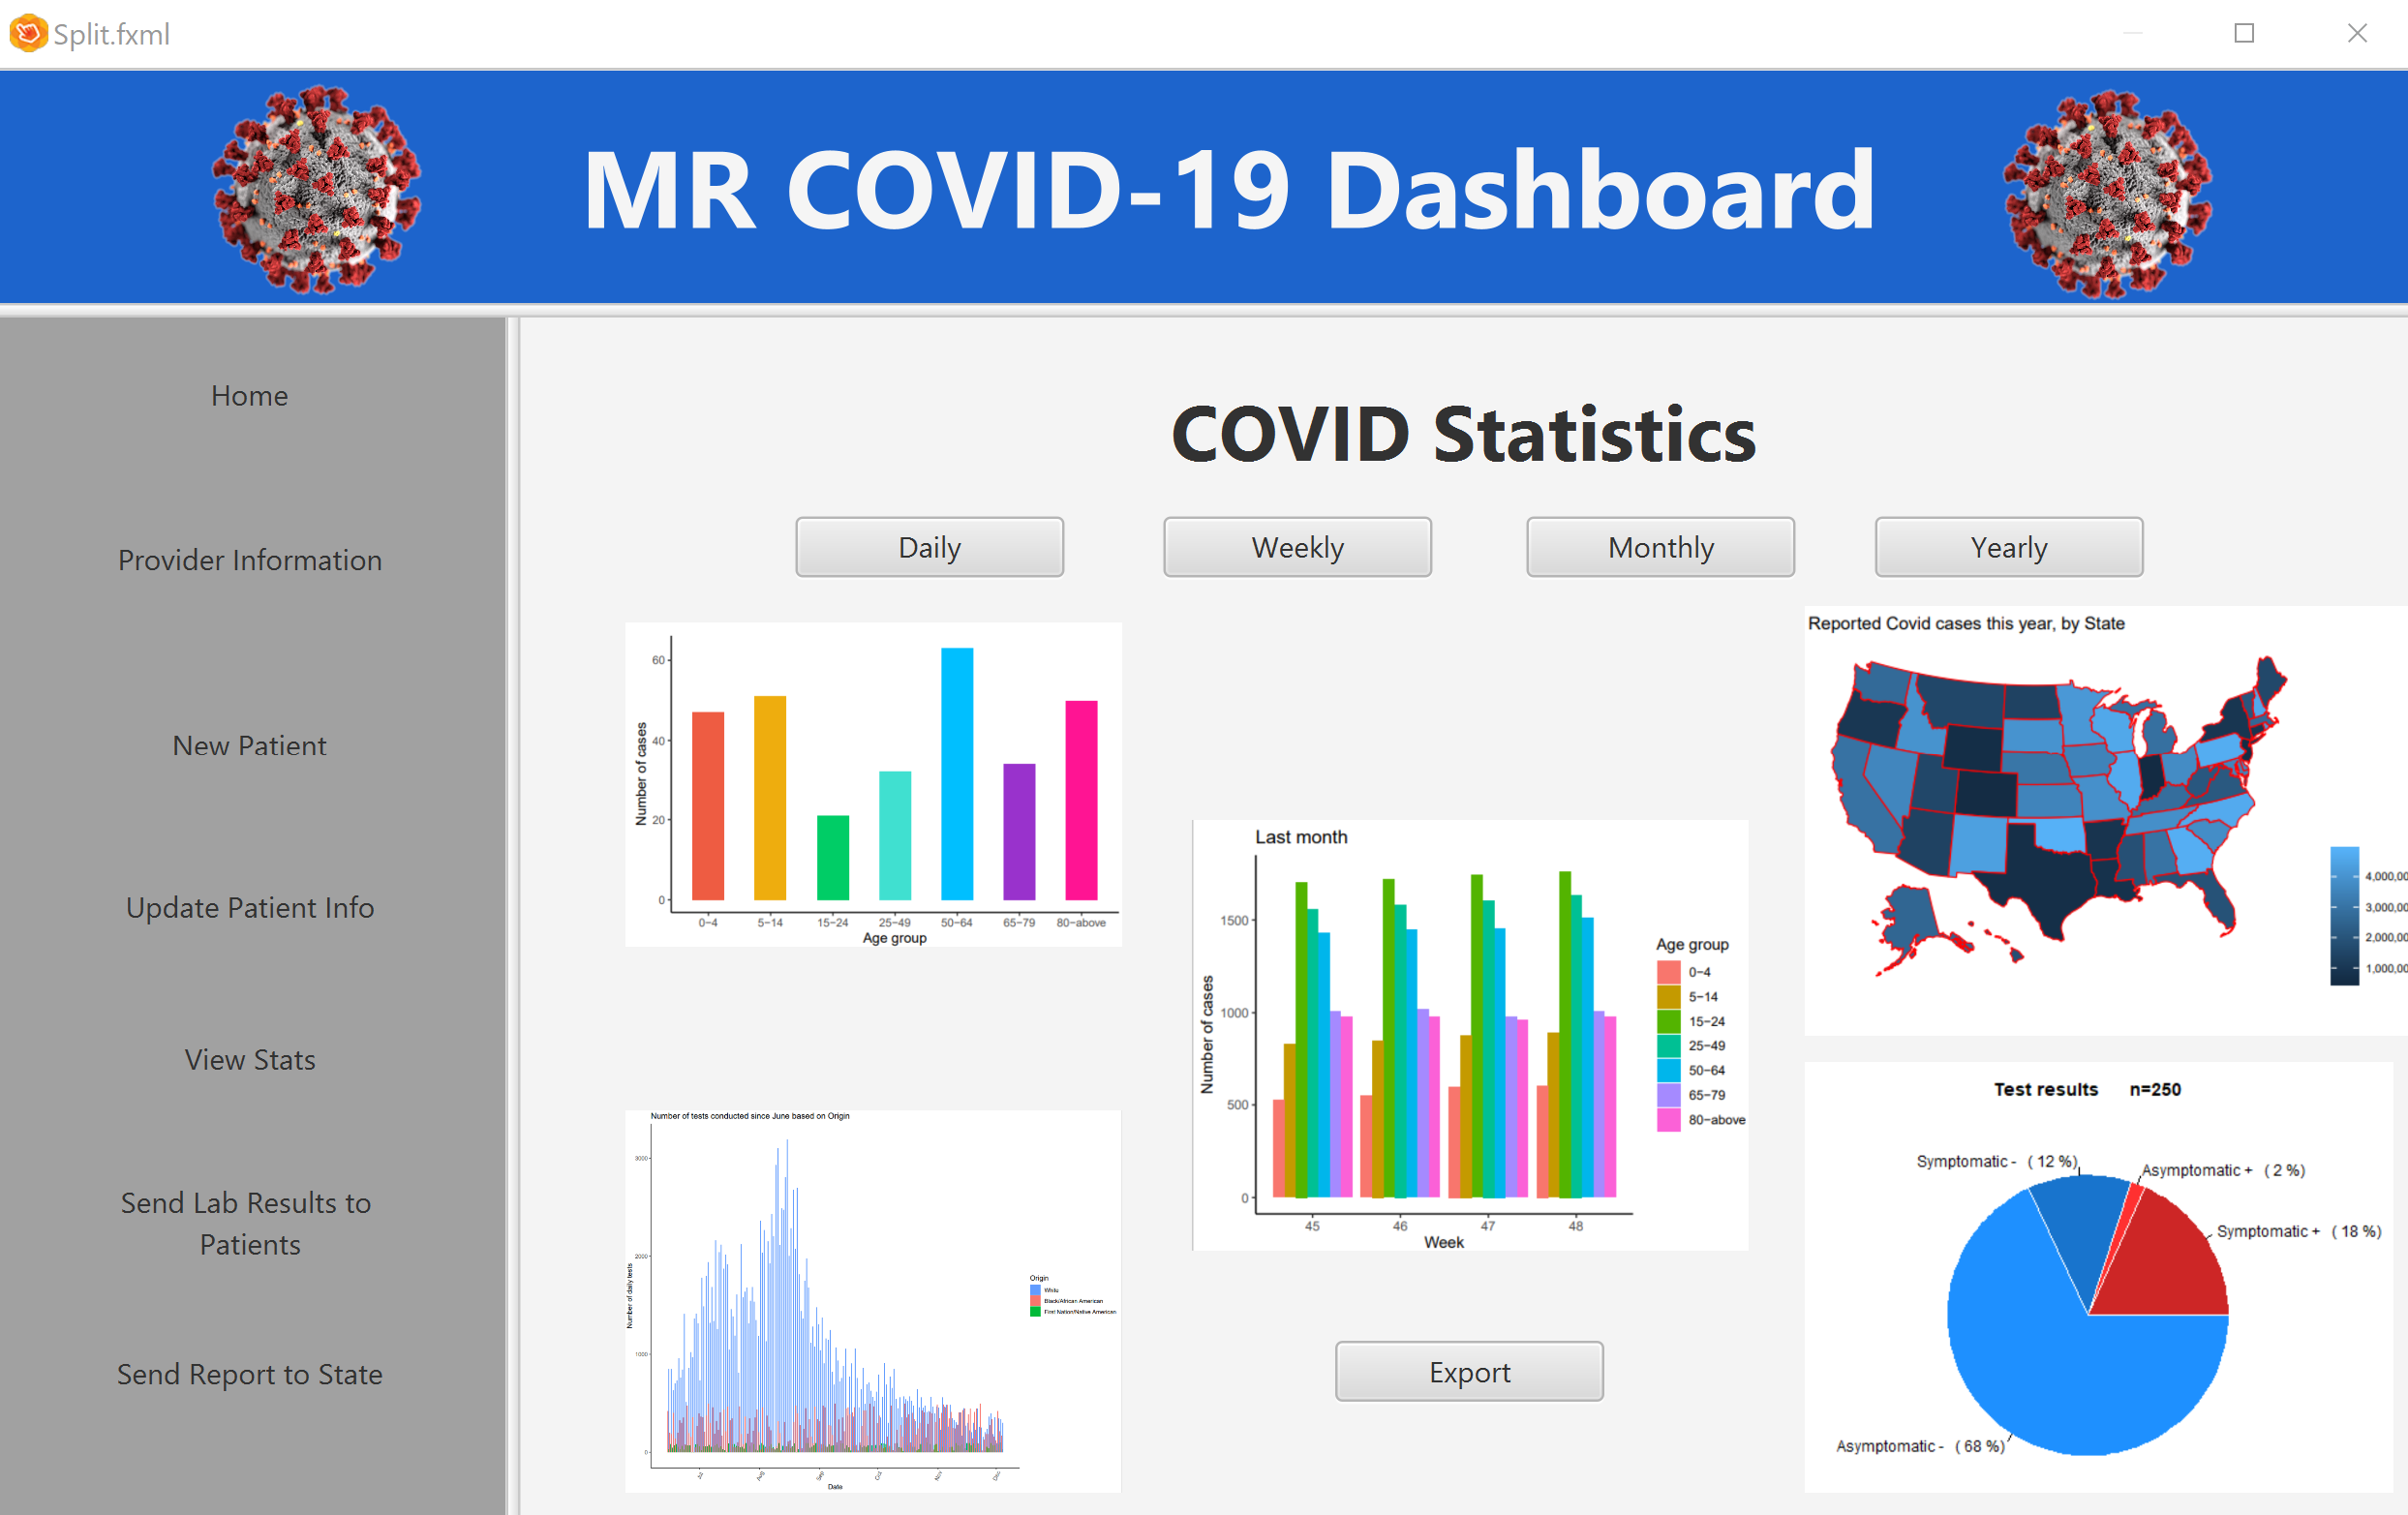 Split.fxml
MR COVID-19 Dashboard
Home
Provider Information
New Patient
Update Patient Info
View Stats
Send Lab Results to
Patients
Send Report to State
COVID Statistics
Daily Weekly Monthly Yearly
60
40
20
0
Number of cases
0-4 5-14 15-24 25-49 50-64 65-79 80-above
Age group
Number of tests conducted since June based on Origin
3000
2000
1000
0
Number of daily tests
Aug Sep Oct Nov
Date
Origin
White
Black/African American
First Nation/Native American
Last month
1500
1000
500
0
Number of cases
45 46 47 48
Week
Age group
0-4
5-14
15-24
25-49
50-64
65-79
80-above
Export
Reported Covid cases this year, by State
4,000,00
3,000,00
2,000,00
1,000,00
Test results n=250
Symptomatic - ( 12 %)
Asymptomatic + ( 2 %)
Symptomatic + ( 18 %)
Asymptomatic - ( 68 %)